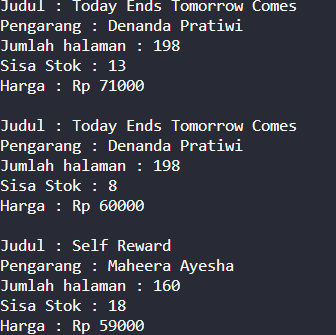 Judul : Today Ends Tomorrow Comes
Pengarang : Denanda Pratiwi
Jumlah halaman : 198
Sisa Stok : 13
Harga : Rp 71000
Judul : Today Ends Tomorrow Comes
Pengarang : Denanda Pratiwi
Jumlah halaman : 198
Sisa Stok : 8
Harga : Rp 60000
Judul : Self Reward
Pengarang : Maheera Ayesha
Jumlah halaman : 160
Sisa Stok : 18
Harga : Rp 59000